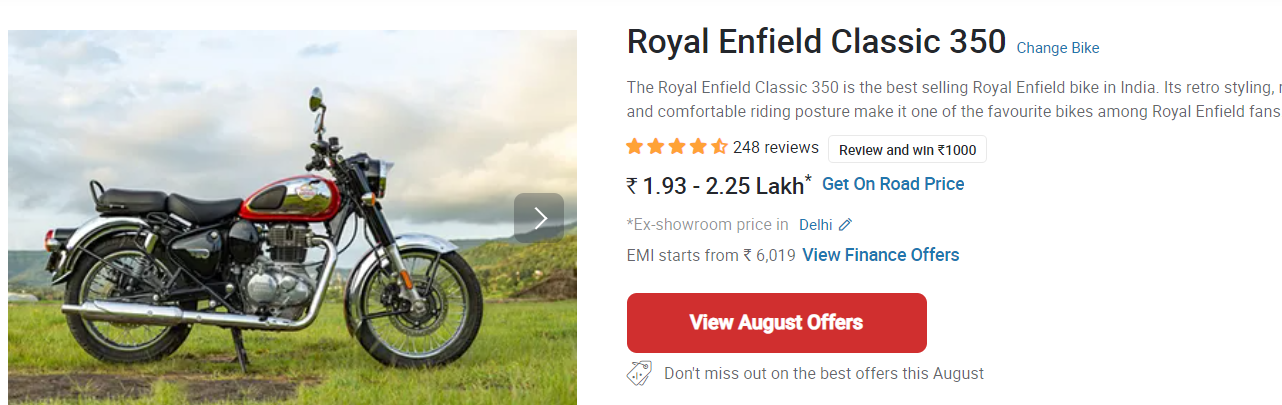 Royal Enfield Classic 350 Change Bike
The Royal Enfield Classic 350 is the best selling Royal Enfield bike in India. Its retro styling,
and comfortable riding posture make it one of the favourite bikes among Royal Enfield fans
248 reviews Review and win ₹1000
₹ 1.93 - 2.25 Lakh* Get On Road Price
*Ex-showroom price in Delhi
EMI starts from ₹ 6,019 View Finance Offers
View August Offers
Don't miss out on the best offers this August